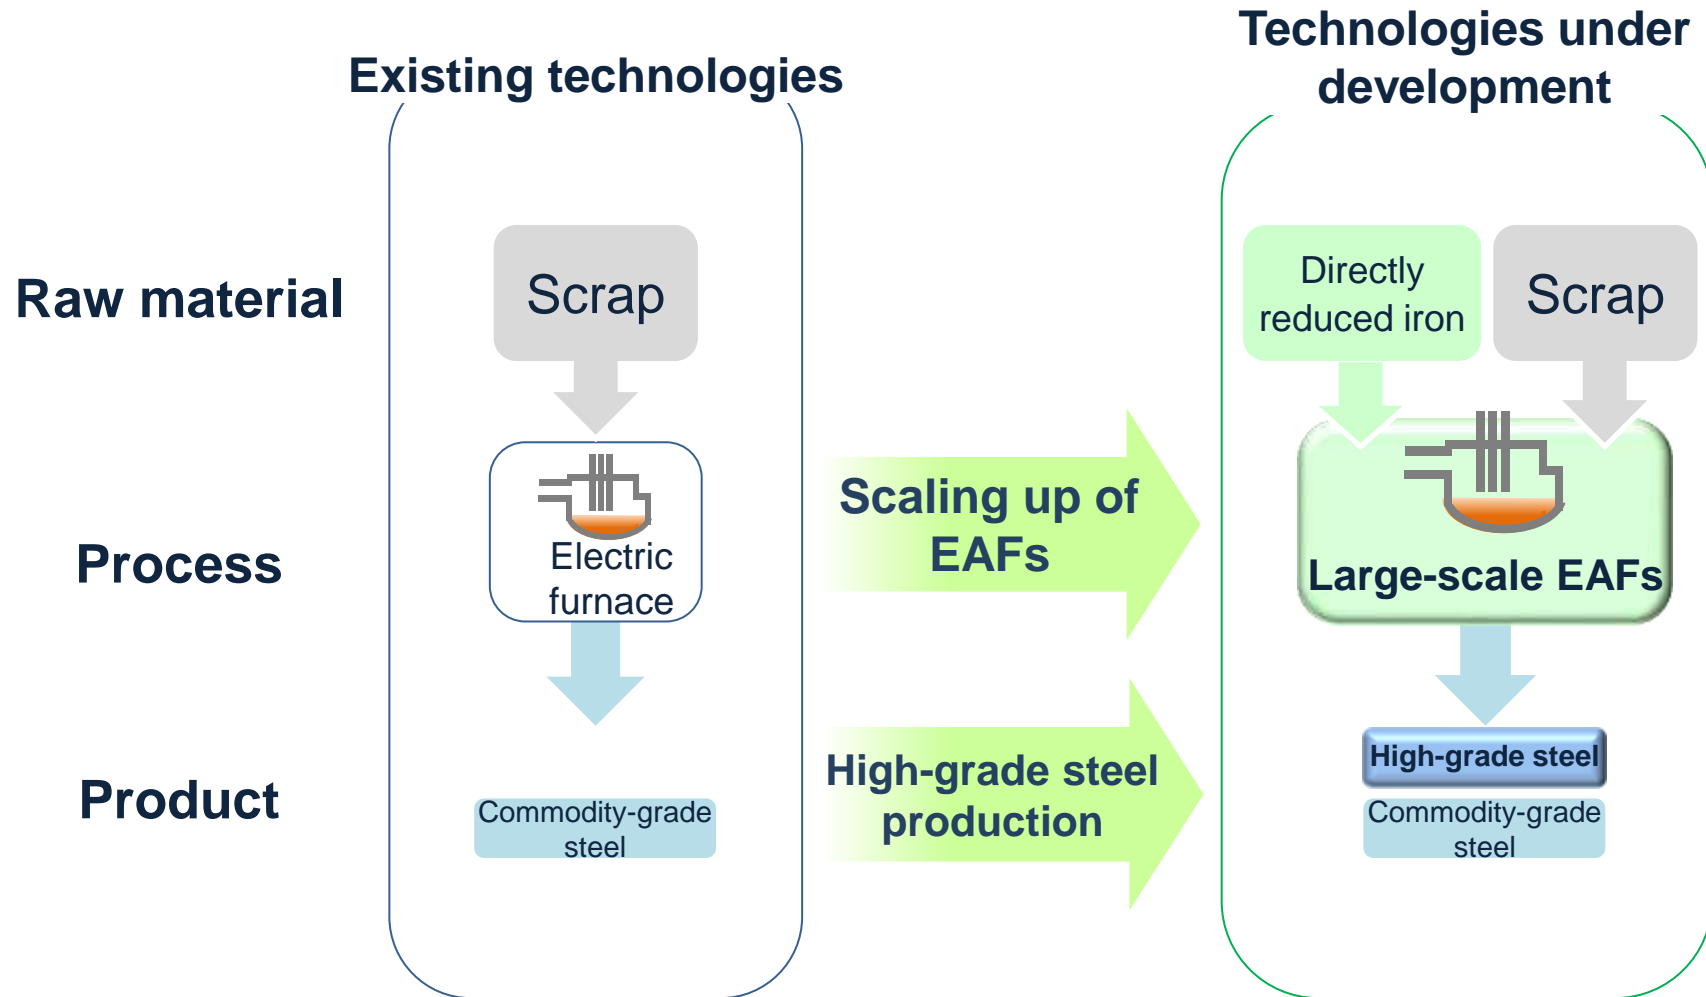 Existing technologies
Technologies under
development
Raw material
Scrap
Directly
reduced iron
Scrap
Process
Electric
furnace
Scaling up of
EAFs
Large-scale EAFs
Product
Commodity-grade
steel
High-grade steel
production
High-grade steel
Commodity-grade
steel